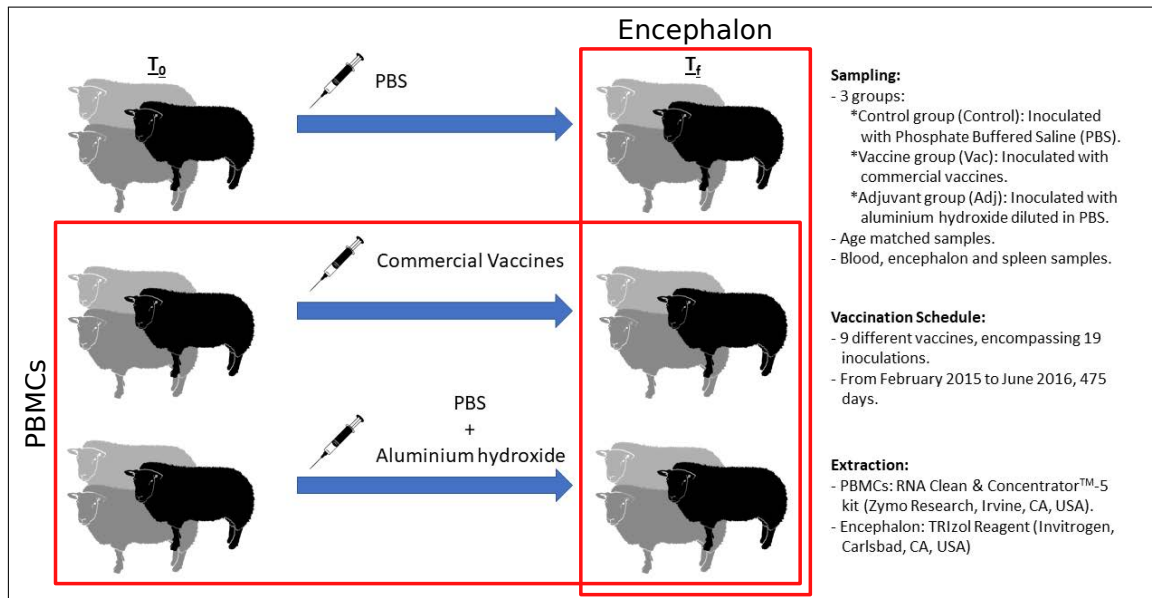 Encephalon
T0
Tf
PBS
Commercial Vaccines
PBS
+
Aluminium hydroxide
PBMCs
Sampling:
- 3 groups:
*Control group (Control): Inoculated
with Phosphate Buffered Saline (PBS).
*Vaccine group (Vac): Inoculated with
commercial vaccines.
*Adjuvant group (Adj): Inoculated with
aluminium hydroxide diluted in PBS.
- Age matched samples.
- Blood, encephalon and spleen samples.
Vaccination Schedule:
- 9 different vaccines, encompassing 19
inoculations.
- From February 2015 to June 2016, 475
days.
Extraction:
- PBMCs: RNA Clean & Concentrator™-5
kit (Zymo Research, Irvine, CA, USA).
- Encephalon: TRIzol Reagent (Invitrogen,
Carlsbad, CA, USA)